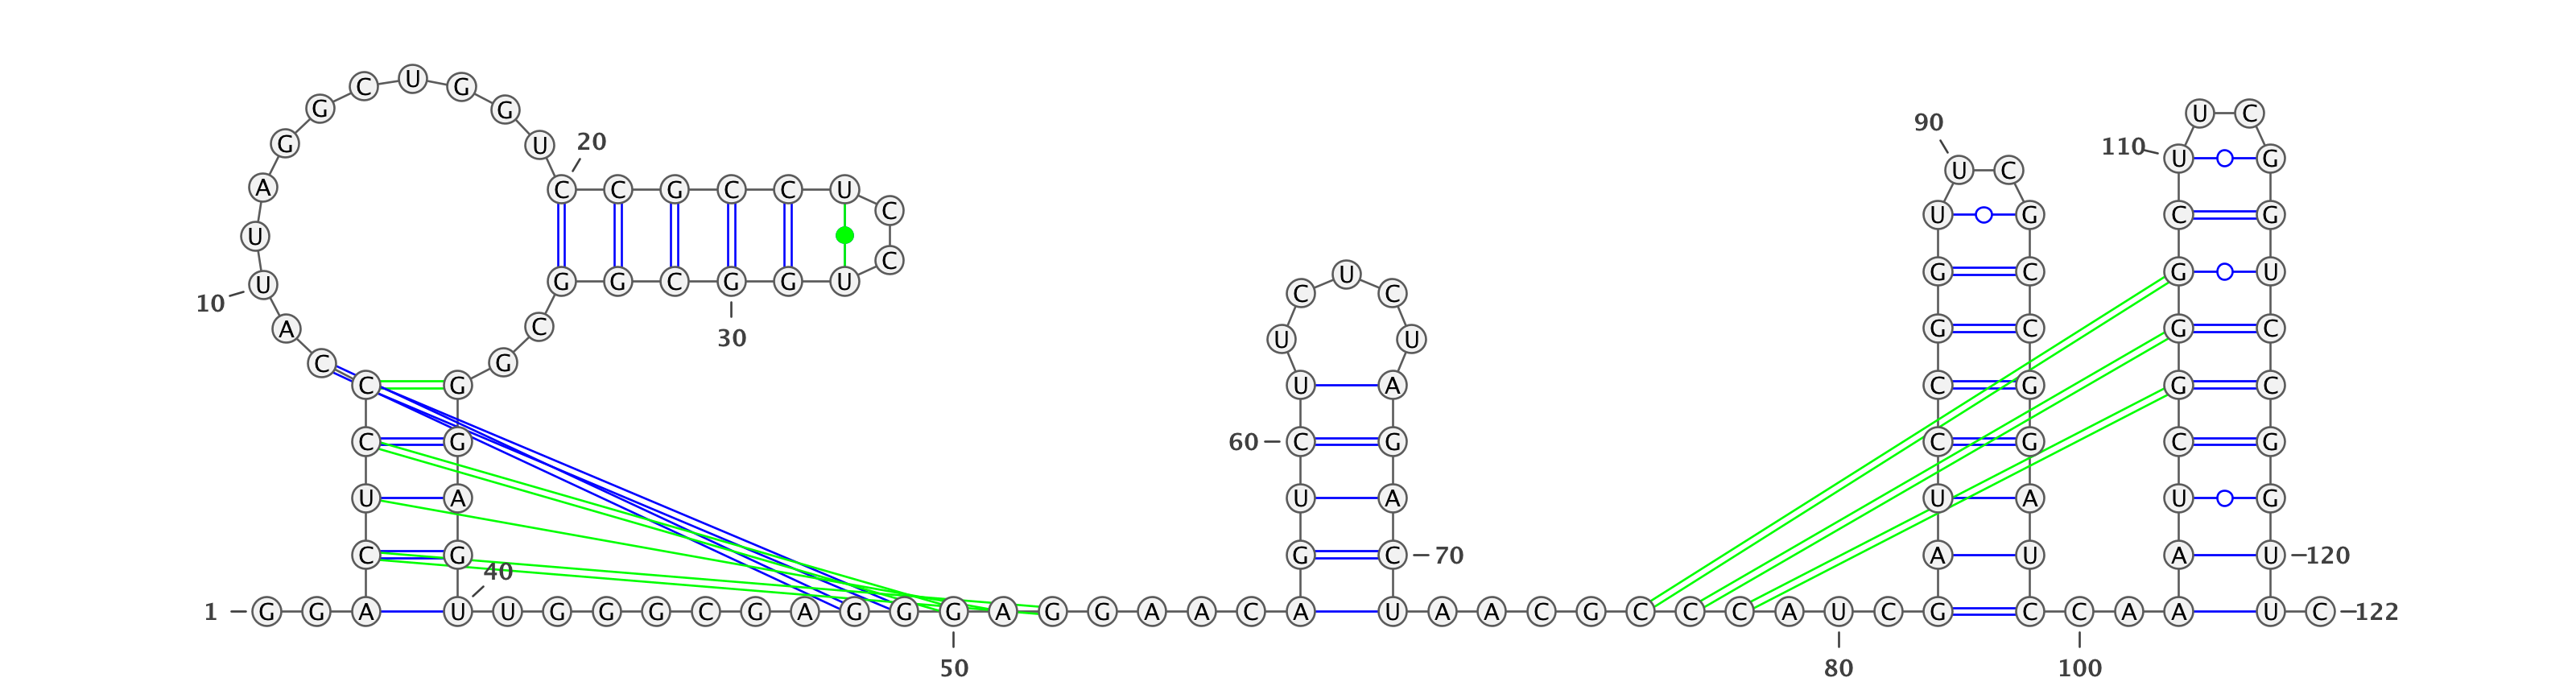 C U G
C G
G U
G C 20
A C C G C C U C
U C
10 U G G C G G U
A C 30
C G
C G
C G
U A
C G
1 G G A U 40 U G G G C G A G G G A G G A A C A
50
C U C
U U
U A
60 C G
U A
G C 70
A U A A C G C C C A U C G
80
90 U C
U G
G C
G C
C G
C G
U A
A U
G C C A A
100
U C
110 U G
C G
G U
G C
G C
C G
U G
A U 120
A U C 122